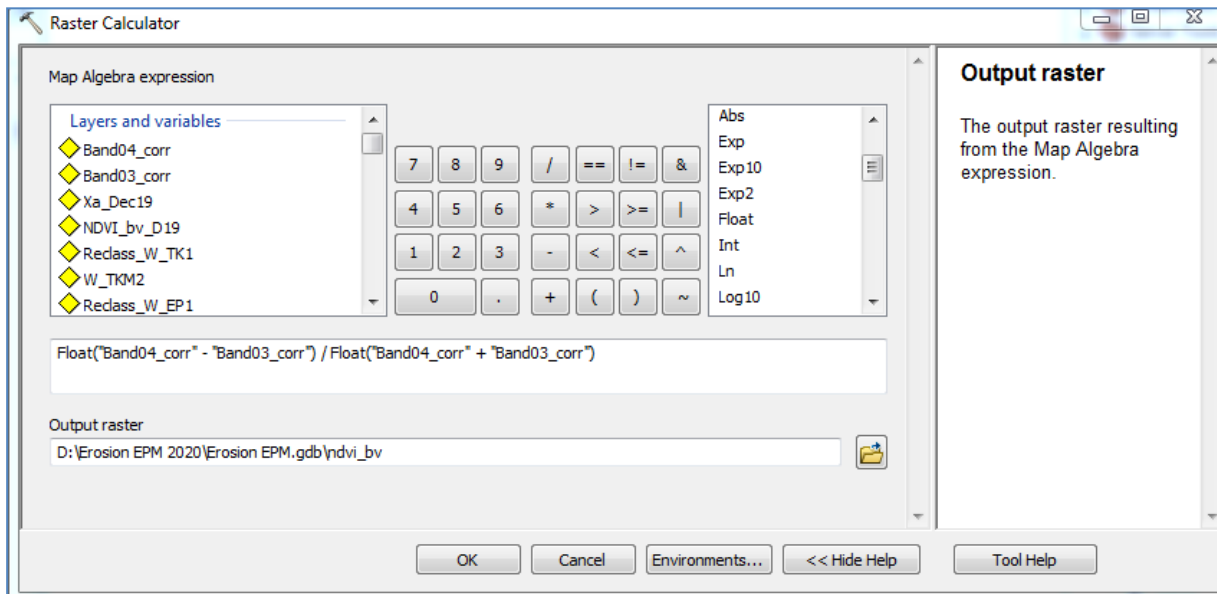 Raster Calculator
Map Algebra expression
Layers and variables
Band04_corr
Band03_corr
Xa_Dec19
NDVI_bv_D19
Reclass_W_TK1
W_TKM2
Reclass_W_EP1
7 8 9 / == != &
4 5 6 * > >= |
1 2 3 - < <= ^
0 . + ( ) ~
Abs
Exp
Exp10
Exp2
Float
Int
Ln
Log10
Float("Band04_corr" - "Band03_corr") / Float("Band04_corr" + "Band03_corr")
Output raster
D:\Erosion EPM 2020\Erosion EPM.gdb\ndvi_bv
OK Cancel Environments... << Hide Help Tool Help
Output raster
The output raster resulting
from the Map Algebra
expression.